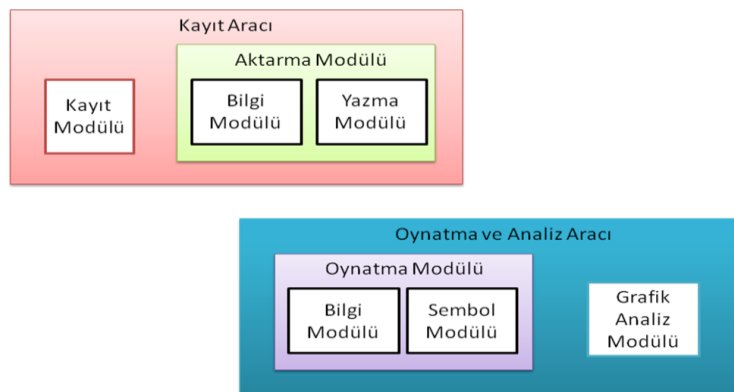 Kayıt Aracı
Aktarma Modülü
Kayıt
Modülü
Bilgi
Modülü
Yazma
Modülü
Oynatma ve Analiz Aracı
Oynatma Modülü
Bilgi
Modülü
Sembol
Modülü
Grafik
Analiz
Modülü